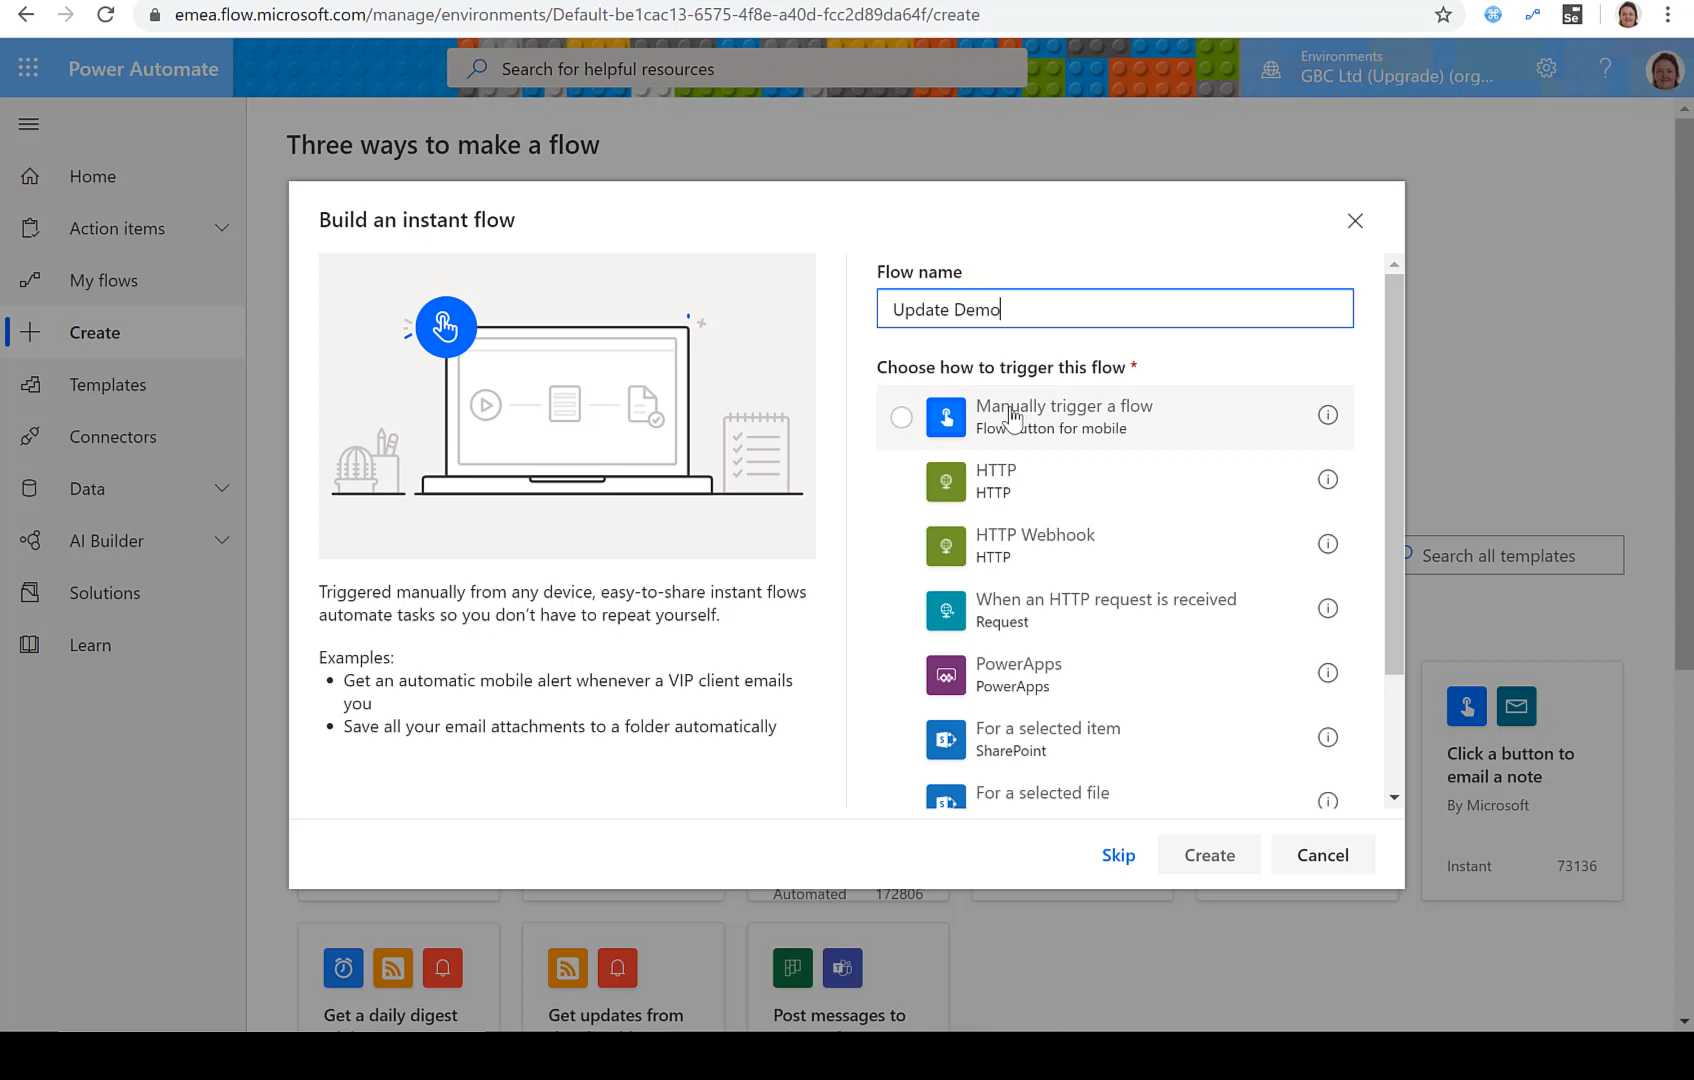 emea.flow.microsoft.com/manage/environments/Default-be1cac13-6575-4f8e-a40d-fcc2d89da64f/create
Se
Power Automate
Search for helpful resources
Environments
GBC Ltd (Upgrade) (org...
?
Home
Action items
My flows
Create
Templates
Connectors
Data
AI Builder
Solutions
Learn
Three ways to make a flow
Build an instant flow
Triggered manually from any device, easy-to-share instant flows
automate tasks so you don't have to repeat yourself.
Examples:
• Get an automatic mobile alert whenever a VIP client emails
you
• Save all your email attachments to a folder automatically
Flow name
Update Demo
Choose how to trigger this flow *
Manually trigger a flow
Flow button for mobile
HTTP
HTTP
HTTP Webhook
HTTP
When an HTTP request is received
Request
PowerApps
PowerApps
For a selected item
SharePoint
For a selected file
Skip
Create
Cancel
Search all templates
Click a button to
email a note
By Microsoft
Instant 73136
Automated 172806
Get a daily digest
Get updates from
Post messages to